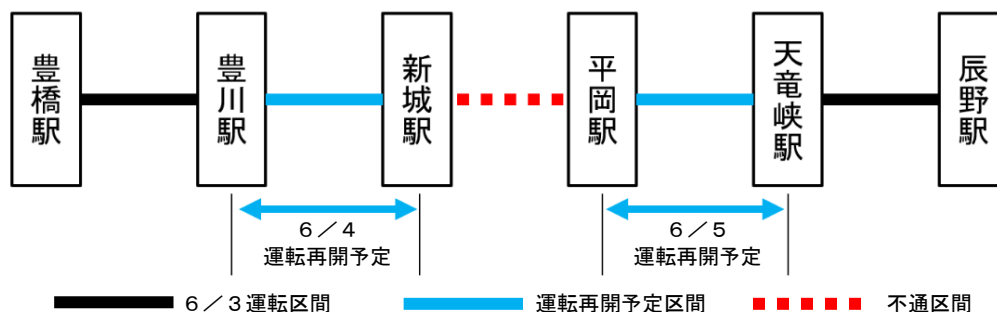 豊橋駅
豊川駅
新城駅
平岡駅
天竜峡駅
辰野駅
６／４
運転再開予定
６／５
運転再開予定
６／３運転区間
運転再開予定区間
不通区間